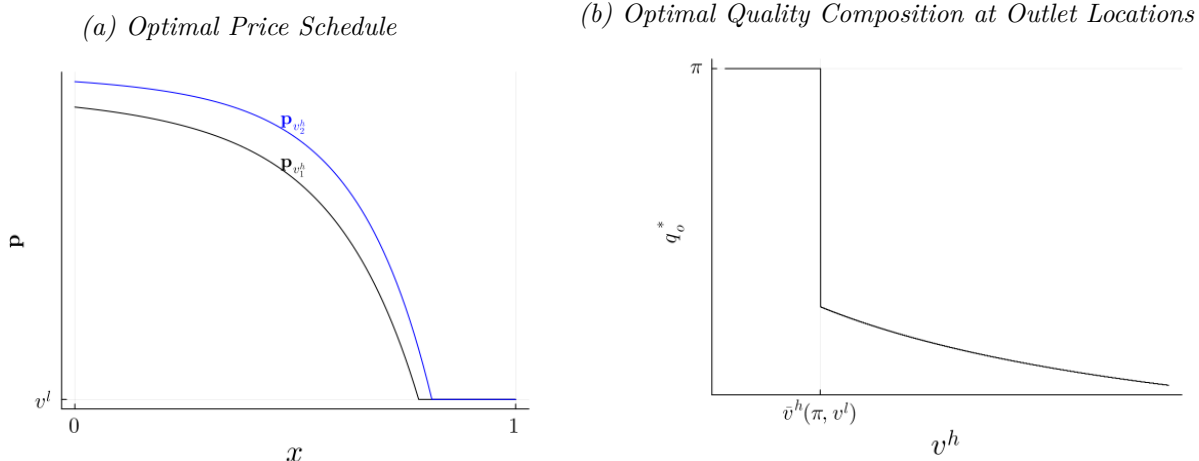 (a) Optimal Price Schedule
p
p_{v_2^h}
p_{v_1^h}
v^l
0
1
x
(b) Optimal Quality Composition at Outlet Locations
π
q_o^*
v̄^h(π, v^l)
v^h